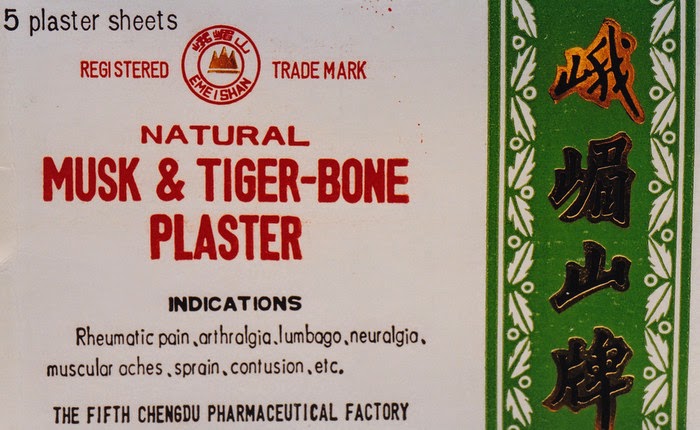 5 plaster sheets
峨嵋山
REGISTERED
EMEISHAN
TRADE MARK
NATURAL
MUSK & TIGER-BONE
PLASTER
INDICATIONS
Rheumatic pain、arthralgia、lumbago、neuralgia、
muscular aches、sprain、contusion、etc.
THE FIFTH CHENGDU PHARMACEUTICAL FACTORY
峨嵋山牌